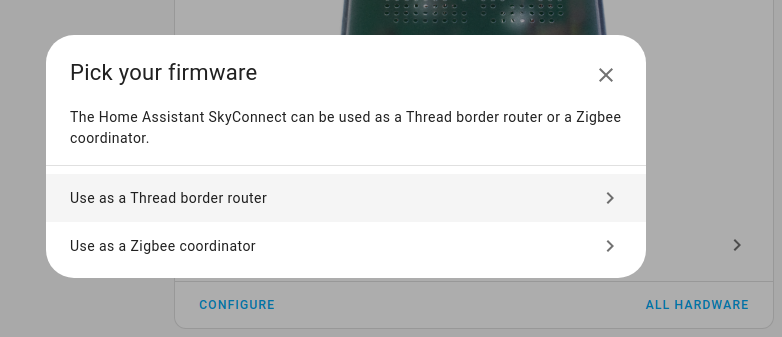 Pick your firmware
The Home Assistant SkyConnect can be used as a Thread border router or a Zigbee
coordinator.
Use as a Thread border router
Use as a Zigbee coordinator
CONFIGURE
ALL HARDWARE